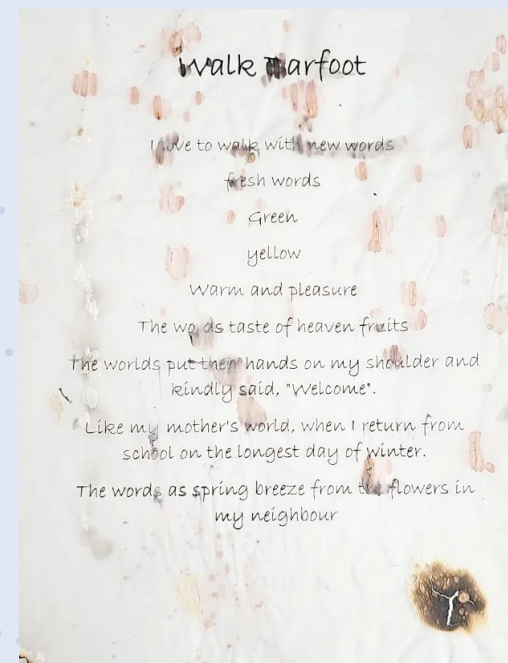 Walk Barfoot
I love to walk with new words
fresh words
Green
yellow
Warm and pleasure
The words taste of heaven fruits
The worlds put their hands on my shoulder and
kindly said, "Welcome".
Like my mother's world, when I return from
school on the longest day of winter.
The words as spring breeze from the flowers in
my neighbour